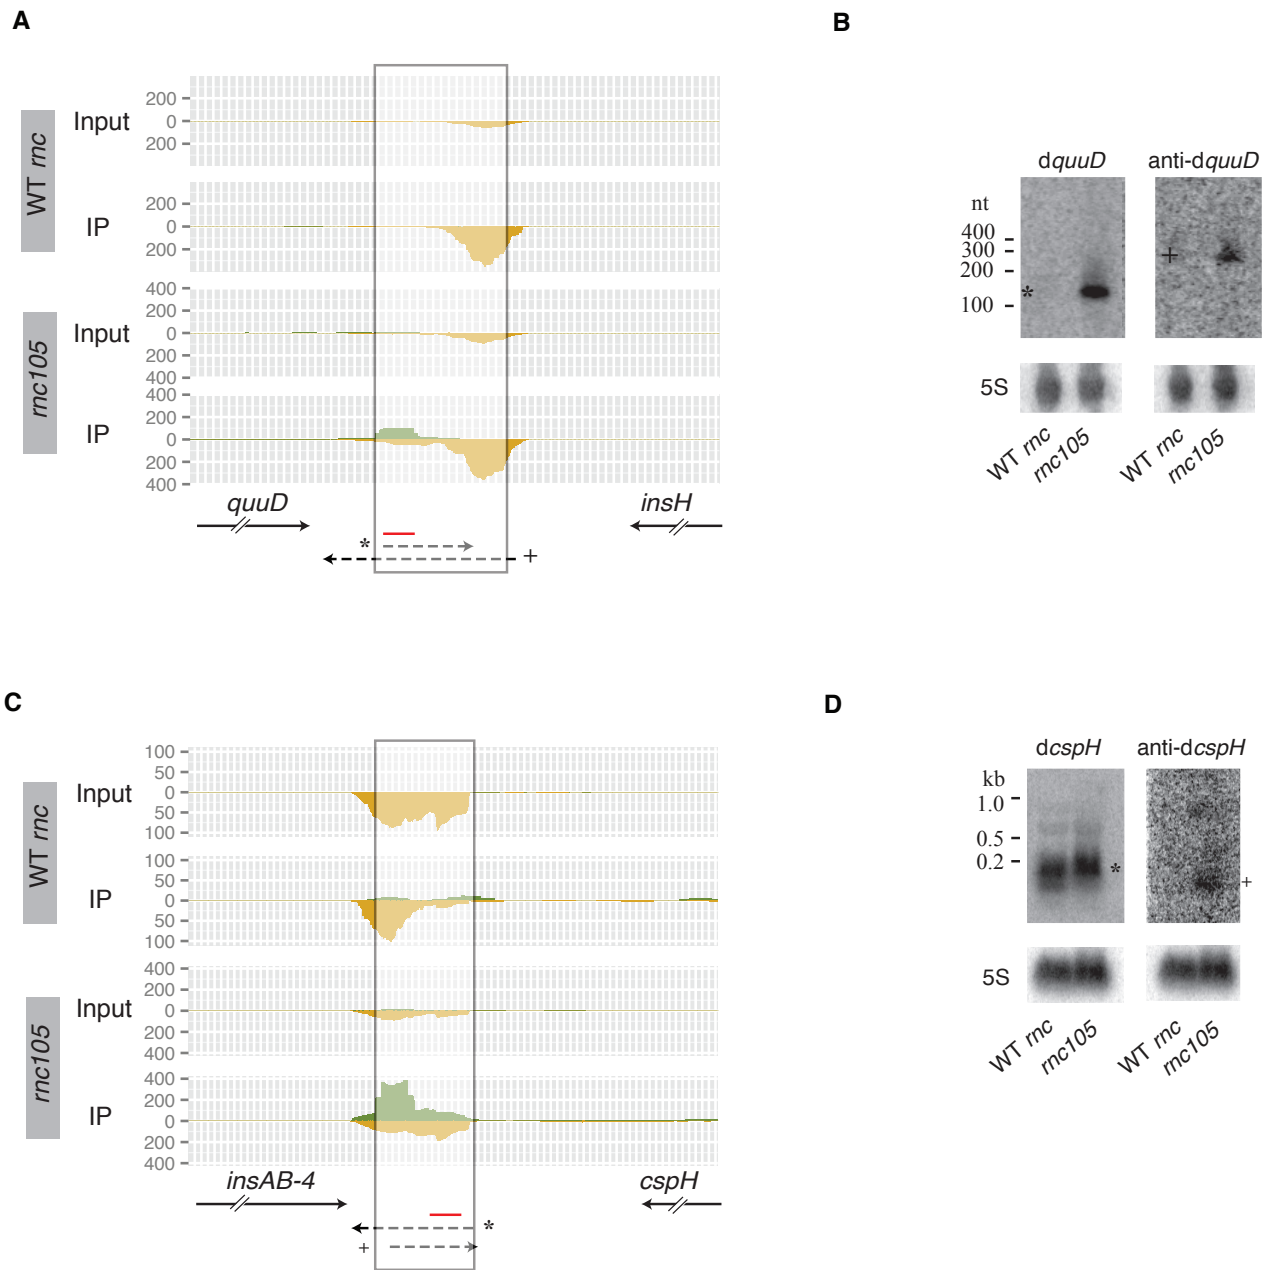 A
WT rnc
Input
200
0
200
IP
200
0
200
rnc105
Input
400
200
0
200
400
IP
400
200
0
200
400
quuD
insH
*
+
B
dquuD
anti-dquuD
nt
400
300
200
100
*
+
5S
WT rnc
rnc105
WT rnc
rnc105
C
WT rnc
Input
100
50
0
50
100
IP
100
50
0
50
100
rnc105
Input
400
200
0
200
400
IP
400
200
0
200
400
insAB-4
cspH
*
+
D
dcspH
anti-dcspH
kb
1.0
0.5
0.2
*
+
5S
WT rnc
rnc105
WT rnc
rnc105